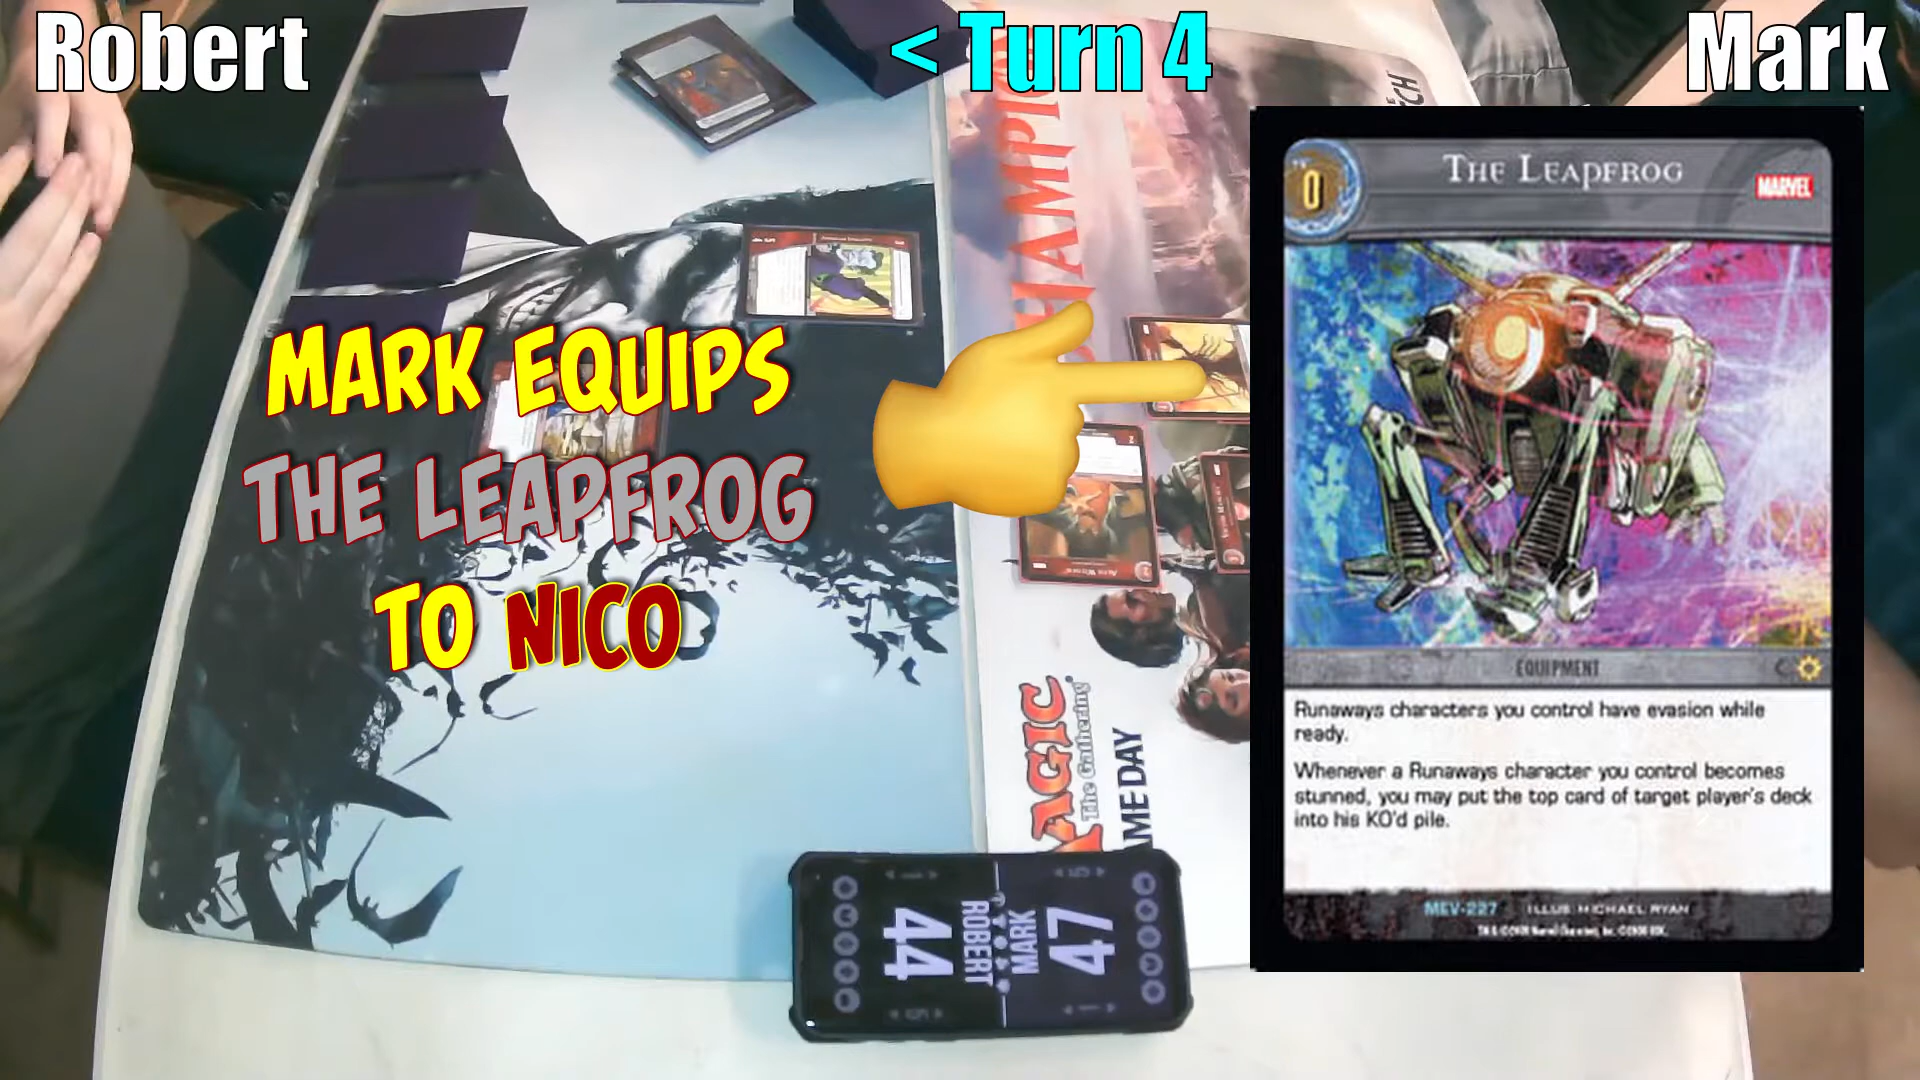 Robert
< Turn 4
Mark
MARK EQUIPS
THE LEAPFROG
TO NICO
CHAMPION
MAGIC
The Gathering
GAME DAY
44
ROBERT
MARK
47
0
THE LEAPFROG
MARVEL
EQUIPMENT
Runaways characters you control have evasion while
ready.
Whenever a Runaways character you control becomes
stunned, you may put the top card of target player's deck
into his KO'd pile.
MEV-227 ILLUS: MICHAEL RYAN